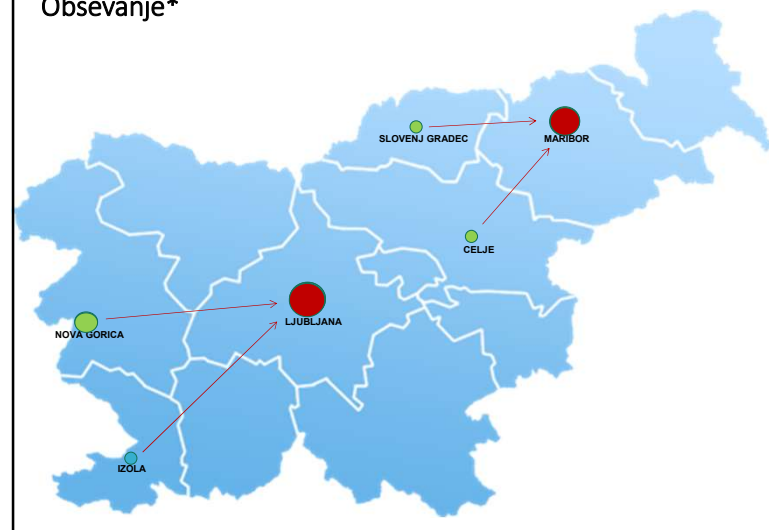 Obsevanje*
SLOVENJ GRADEC
MARIBOR
CELJE
LJUBLJANA
NOVA GORICA
IZOLA